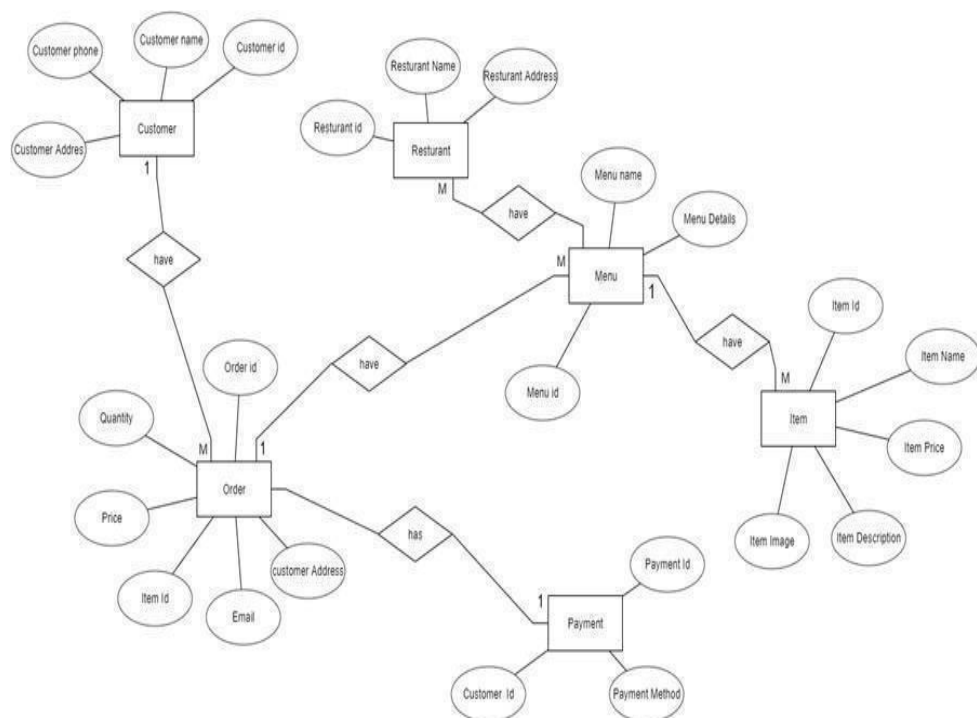 Customer name
Customer phone
Customer id
Customer Addres
Customer
1
have
Resturant Name
Resturant Address
Resturant id
Resturant
M
have
Menu name
Menu Details
M
Menu
1
Menu id
have
have
Item Id
Item Name
M
Item
Item Price
Item Image
Item Description
Order id
Quantity
M
1
Order
Price
Item Id
Email
customer Address
has
Payment Id
1
Payment
Customer Id
Payment Method